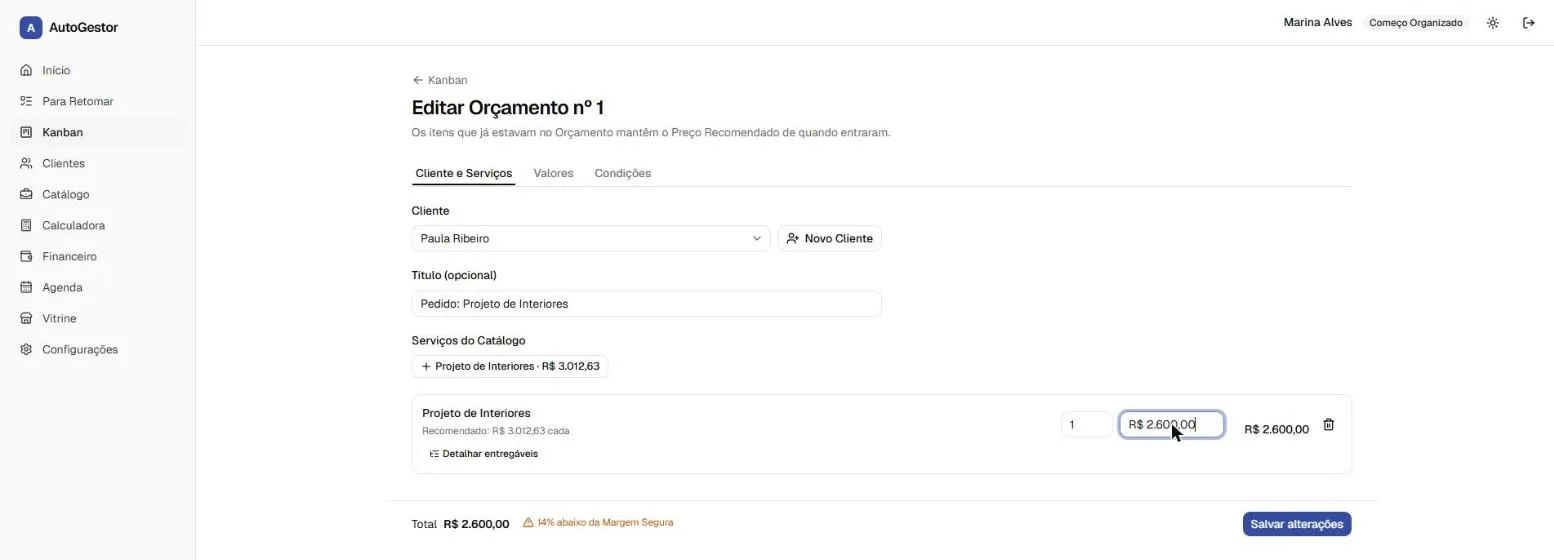 A AutoGestor
Marina Alves Começo Organizado
Início
Para Retomar
Kanban
Clientes
Catálogo
Calculadora
Financeiro
Agenda
Vitrine
Configurações
← Kanban
Editar Orçamento nº 1
Os itens que já estavam no Orçamento mantêm o Preço Recomendado de quando entraram.
Cliente e Serviços Valores Condições
Cliente
Paula Ribeiro Novo Cliente
Título (opcional)
Pedido: Projeto de Interiores
Serviços do Catálogo
+ Projeto de Interiores · R$ 3.012,63
Projeto de Interiores
Recomendado: R$ 3.012,63 cada
1 R$ 2.600,00 R$ 2.600,00
Detalhar entregáveis
Total R$ 2.600,00 14% abaixo da Margem Segura
Salvar alterações